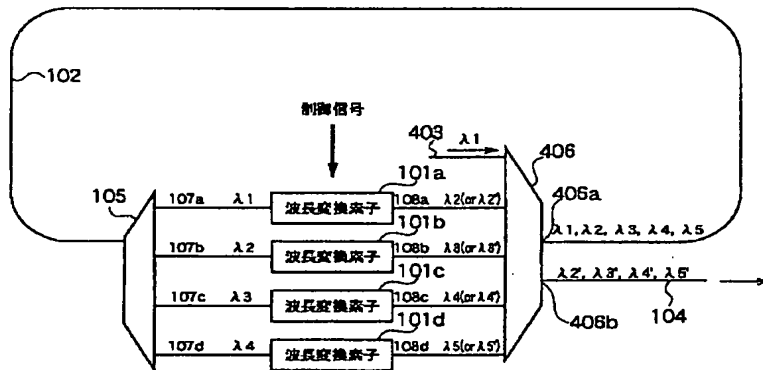 102
制御信号
403
λ1
406
101a
105
406a
107a λ1 波長変換素子 108a λ2(or λ2')
λ1, λ2, λ3, λ4, λ5
101b
107b λ2 波長変換素子 108b λ3(or λ3')
λ2', λ3', λ4', λ5'
101c
104
107c λ3 波長変換素子 108c λ4(or λ4')
406b
101d
107d λ4 波長変換素子 108d λ5(or λ5')